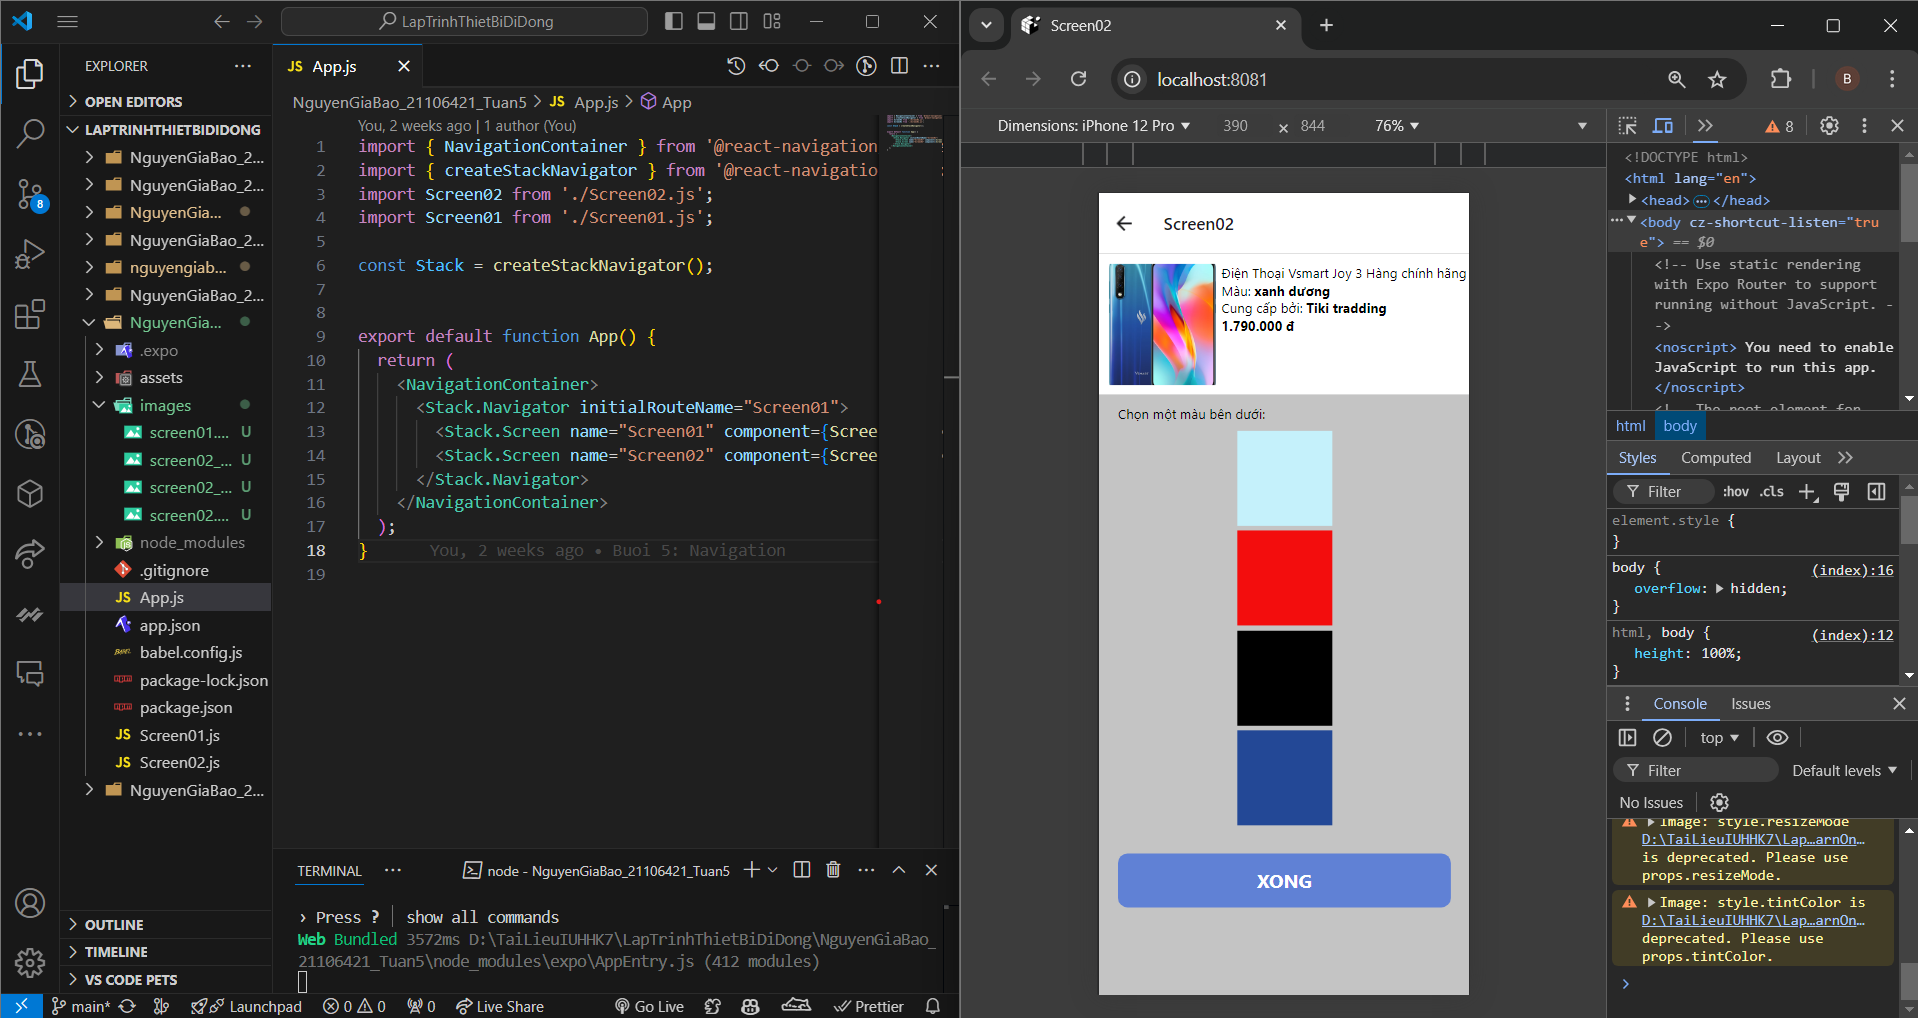 LapTrinhThietBiDiDong
EXPLORER
OPEN EDITORS
LAPTRINHTHIETBIDIDONG
NguyenGiaBao_2...
NguyenGiaBao_2...
NguyenGia...
NguyenGiaBao_2...
nguyengiab...
NguyenGiaBao_2...
NguyenGia...
.expo
assets
images
screen01.... U
screen02_... U
screen02_... U
screen02.... U
node_modules
.gitignore
JS App.js
app.json
babel.config.js
package-lock.json
package.json
JS Screen01.js
JS Screen02.js
NguyenGiaBao_2...
OUTLINE
TIMELINE
VS CODE PETS
8
JS App.js
NguyenGiaBao_21106421_Tuan5 > JS App.js > App
You, 2 weeks ago | 1 author (You)
1 import { NavigationContainer } from '@react-navigation
2 import { createStackNavigator } from '@react-navigatio
3 import Screen02 from './Screen02.js';
4 import Screen01 from './Screen01.js';
5
6 const Stack = createStackNavigator();
7
8
9 export default function App() {
10 return (
11 <NavigationContainer>
12 <Stack.Navigator initialRouteName="Screen01">
13 <Stack.Screen name="Screen01" component={Scree
14 <Stack.Screen name="Screen02" component={Scree
15 </Stack.Navigator>
16 </NavigationContainer>
17 );
18 } You, 2 weeks ago • Buoi 5: Navigation
19
TERMINAL
node - NguyenGiaBao_21106421_Tuan5
› Press ? │ show all commands
Web Bundled 3572ms D:\TaiLieuIUHHK7\LapTrinhThietBiDiDong\NguyenGiaBao_
21106421_Tuan5\node_modules\expo\AppEntry.js (412 modules)
main* Launchpad 0 0 0 Live Share Go Live Prettier
Screen02
localhost:8081
B
Dimensions: iPhone 12 Pro 390 × 844 76%
8
Screen02
Điện Thoại Vsmart Joy 3 Hàng chính hãng
Màu: xanh dương
Cung cấp bởi: Tiki tradding
1.790.000 đ
Chọn một màu bên dưới:
XONG
<!DOCTYPE html>
<html lang="en">
<head> ⋯ </head>
<body cz-shortcut-listen="tru
e"> == $0
<!-- Use static rendering
with Expo Router to support
running without JavaScript. -
->
<noscript> You need to enable
JavaScript to run this app.
</noscript>
<!-- The root element for
html body
Styles Computed Layout
Filter :hov .cls
element.style {
}
body { (index):16
overflow: hidden;
}
html, body { (index):12
height: 100%;
}
Console Issues
top
Filter Default levels
No Issues
Image: style.resizeMode
D:\TaiLieuIUHHK7\Lap…arnOn…
is deprecated. Please use
props.resizeMode.
Image: style.tintColor is
D:\TaiLieuIUHHK7\Lap…arnOn…
deprecated. Please use
props.tintColor.